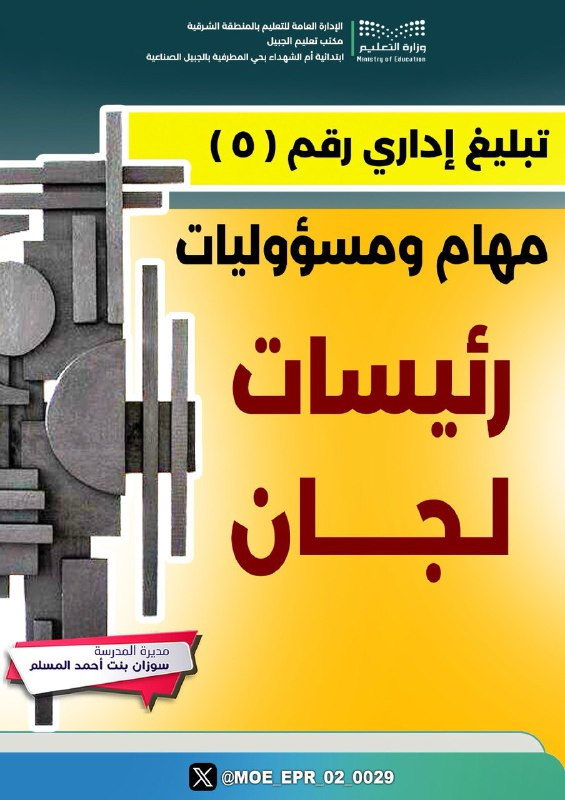 الإدارة العامة للتعليم بالمنطقة الشرقية
مكتب تعليم الجبيل
ابتدائية أم الشهداء بحي المطرفية بالجبيل الصناعية
وزارة التعليم
Ministry of Education
تبليغ إداري رقم ( ٥ )
مهام ومسؤوليات
رئيسات
لجـــان
مديرة المدرسة
سوزان بنت أحمد المسلم
@MOE_EPR_02_0029